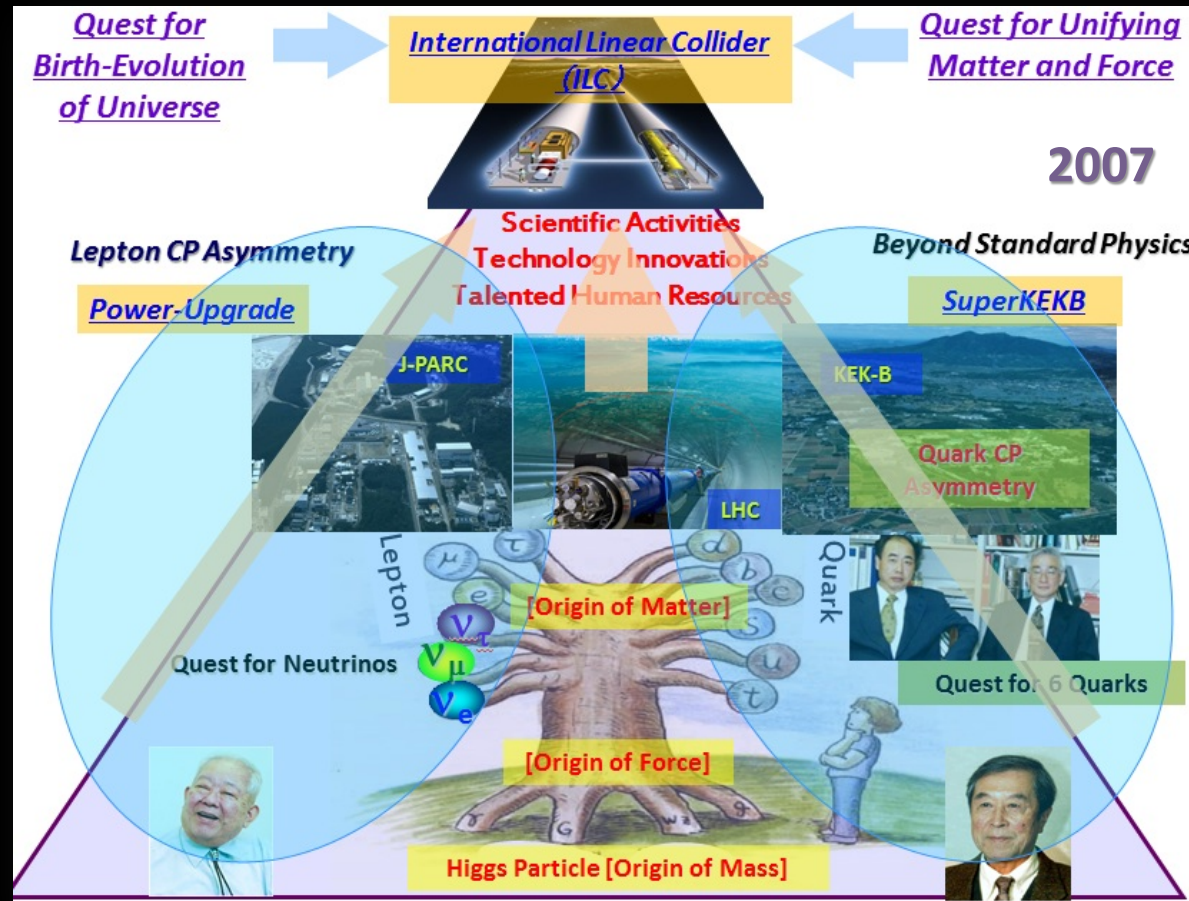 Quest for
Birth-Evolution
of Universe
International Linear Collider
(ILC)
Quest for Unifying
Matter and Force
2007
Scientific Activities
Technology Innovations
Talented Human Resources
Lepton CP Asymmetry
Power-Upgrade
Beyond Standard Physics
SuperKEKB
J-PARC
LHC
KEK-B
Quark CP
Asymmetry
Lepton
μ
τ
e
ντ
νμ
νe
[Origin of Matter]
d
b
c
s
u
t
Quark
Quest for Neutrinos
Quest for 6 Quarks
[Origin of Force]
γ
G
W
Z
g
Higgs Particle [Origin of Mass]